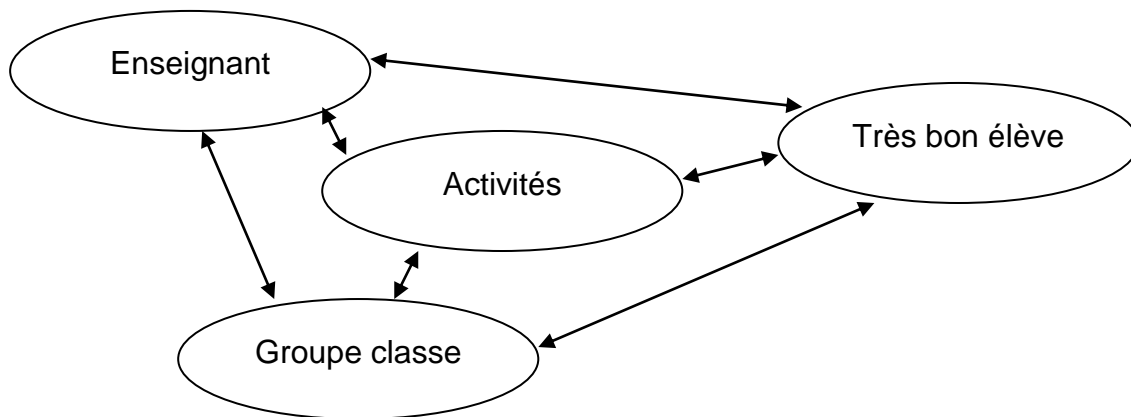 Enseignant
Très bon élève
Activités
Groupe classe